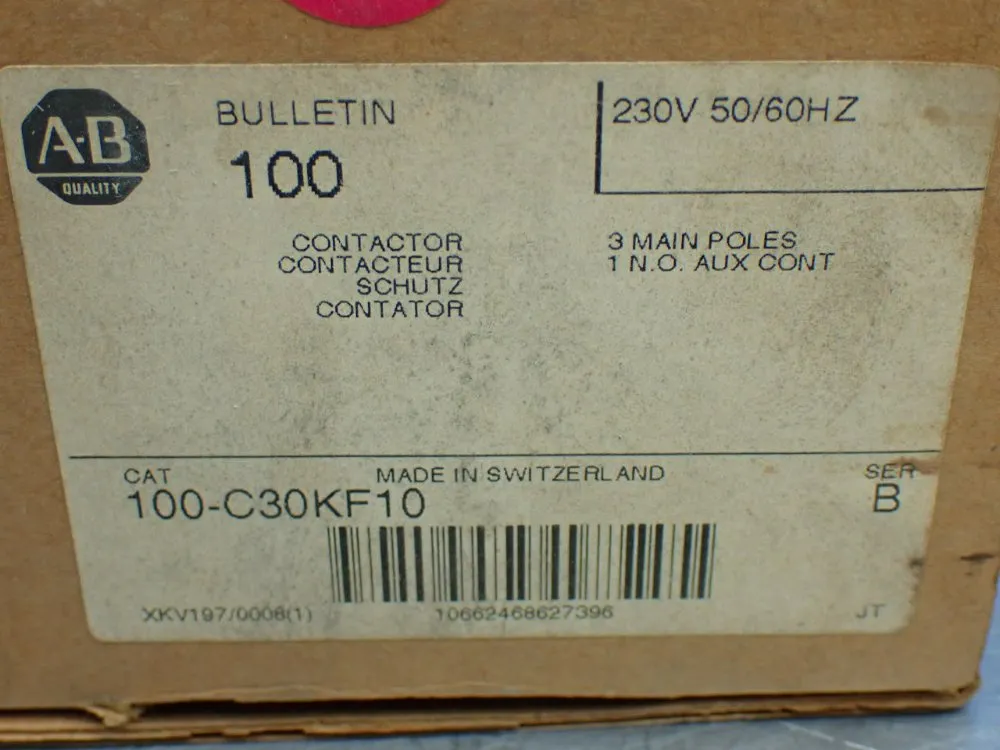 A-B
QUALITY
BULLETIN
100
230V 50/60HZ
CONTACTOR
CONTACTEUR
SCHUTZ
CONTATOR
3 MAIN POLES
1 N.O. AUX CONT
CAT
MADE IN SWITZERLAND
SER
100-C30KF10
B
XKV197/0008(1)
10662468627396
JT